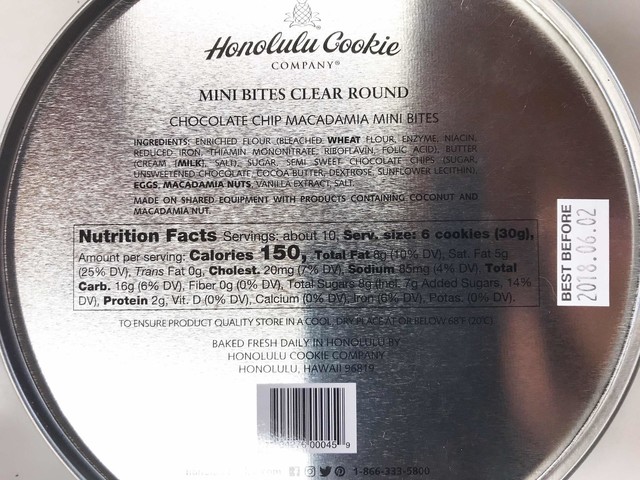 Honolulu Cookie
COMPANY®
MINI BITES CLEAR ROUND
CHOCOLATE CHIP MACADAMIA MINI BITES
INGREDIENTS: ENRICHED FLOUR (BLEACHED WHEAT FLOUR, ENZYME, NIACIN,
REDUCED IRON, THIAMIN MONONITRATE, RIBOFLAVIN, FOLIC ACID), BUTTER
(CREAM [MILK], SALT), SUGAR, SEMI SWEET CHOCOLATE CHIPS (SUGAR,
UNSWEETENED CHOCOLATE, COCOA BUTTER, DEXTROSE, SUNFLOWER LECITHIN),
EGGS, MACADAMIA NUTS, VANILLA EXTRACT, SALT.
MADE ON SHARED EQUIPMENT WITH PRODUCTS CONTAINING COCONUT AND
MACADAMIA NUT.
Nutrition Facts Servings: about 10, Serv. size: 6 cookies (30g),
Amount per serving: Calories 150, Total Fat 8g (10% DV), Sat. Fat 5g
(25% DV), Trans Fat 0g, Cholest. 20mg (7% DV), Sodium 85mg (4% DV), Total
Carb. 16g (6% DV), Fiber 0g (0% DV), Total Sugars 8g (Incl. 7g Added Sugars, 14%
DV), Protein 2g, Vit. D (0% DV), Calcium (0% DV), Iron (6% DV), Potas. (0% DV).
BEST BEFORE
2018.06.02
TO ENSURE PRODUCT QUALITY STORE IN A COOL, DRY PLACE AT OR BELOW 68°F (20°C)
BAKED FRESH DAILY IN HONOLULU BY
HONOLULU COOKIE COMPANY
HONOLULU, HAWAII 96819
00045 9
1-866-333-5800